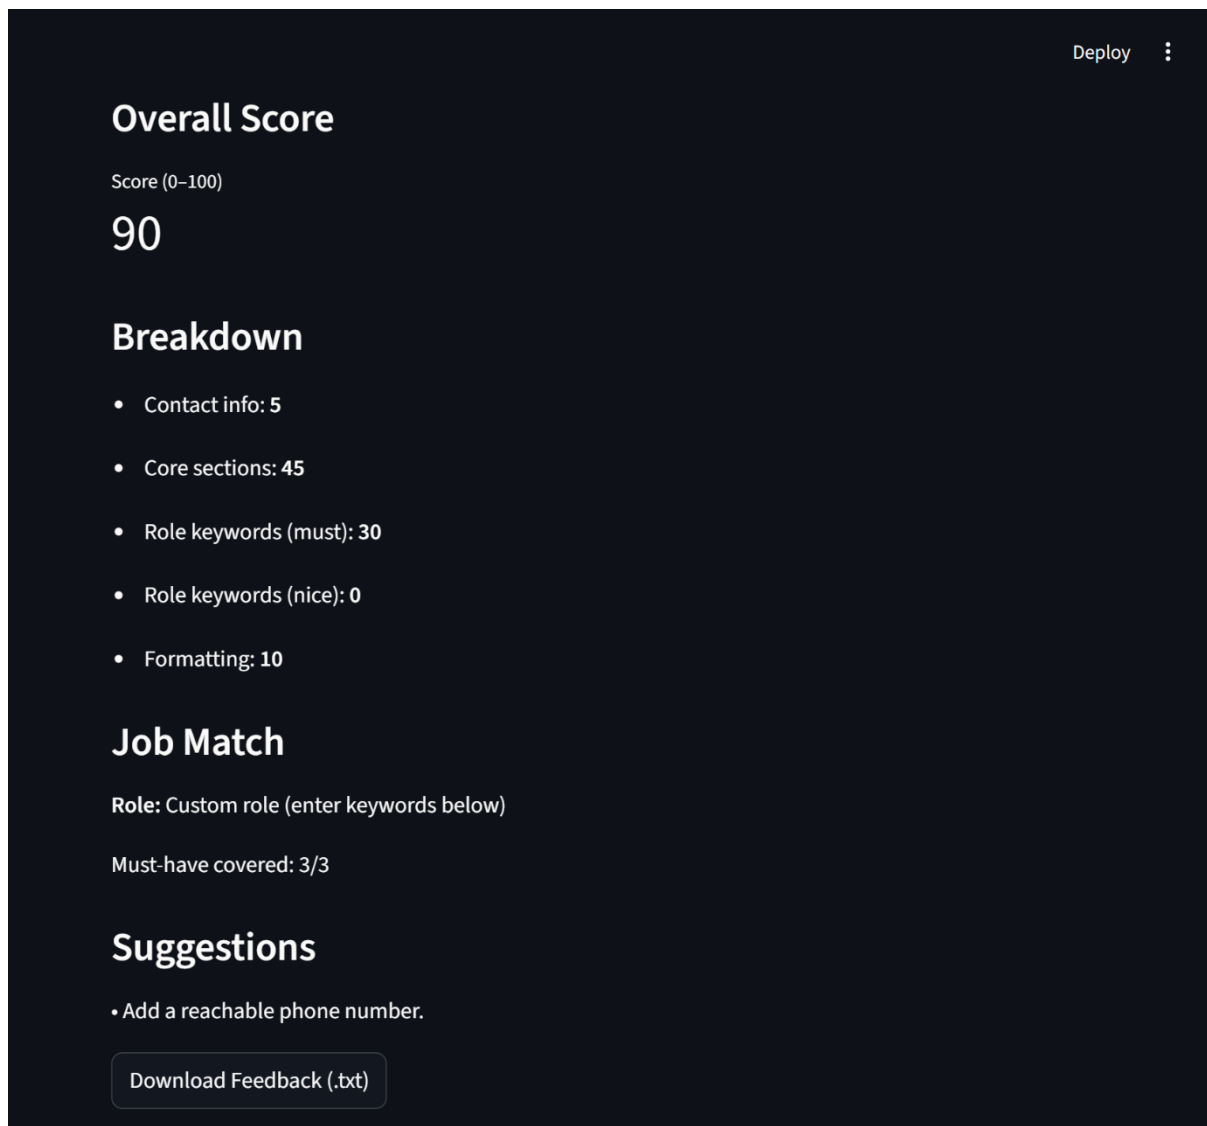 Deploy
Overall Score
Score (0–100)
90
Breakdown
• Contact info: 5
• Core sections: 45
• Role keywords (must): 30
• Role keywords (nice): 0
• Formatting: 10
Job Match
Role: Custom role (enter keywords below)
Must-have covered: 3/3
Suggestions
• Add a reachable phone number.
Download Feedback (.txt)